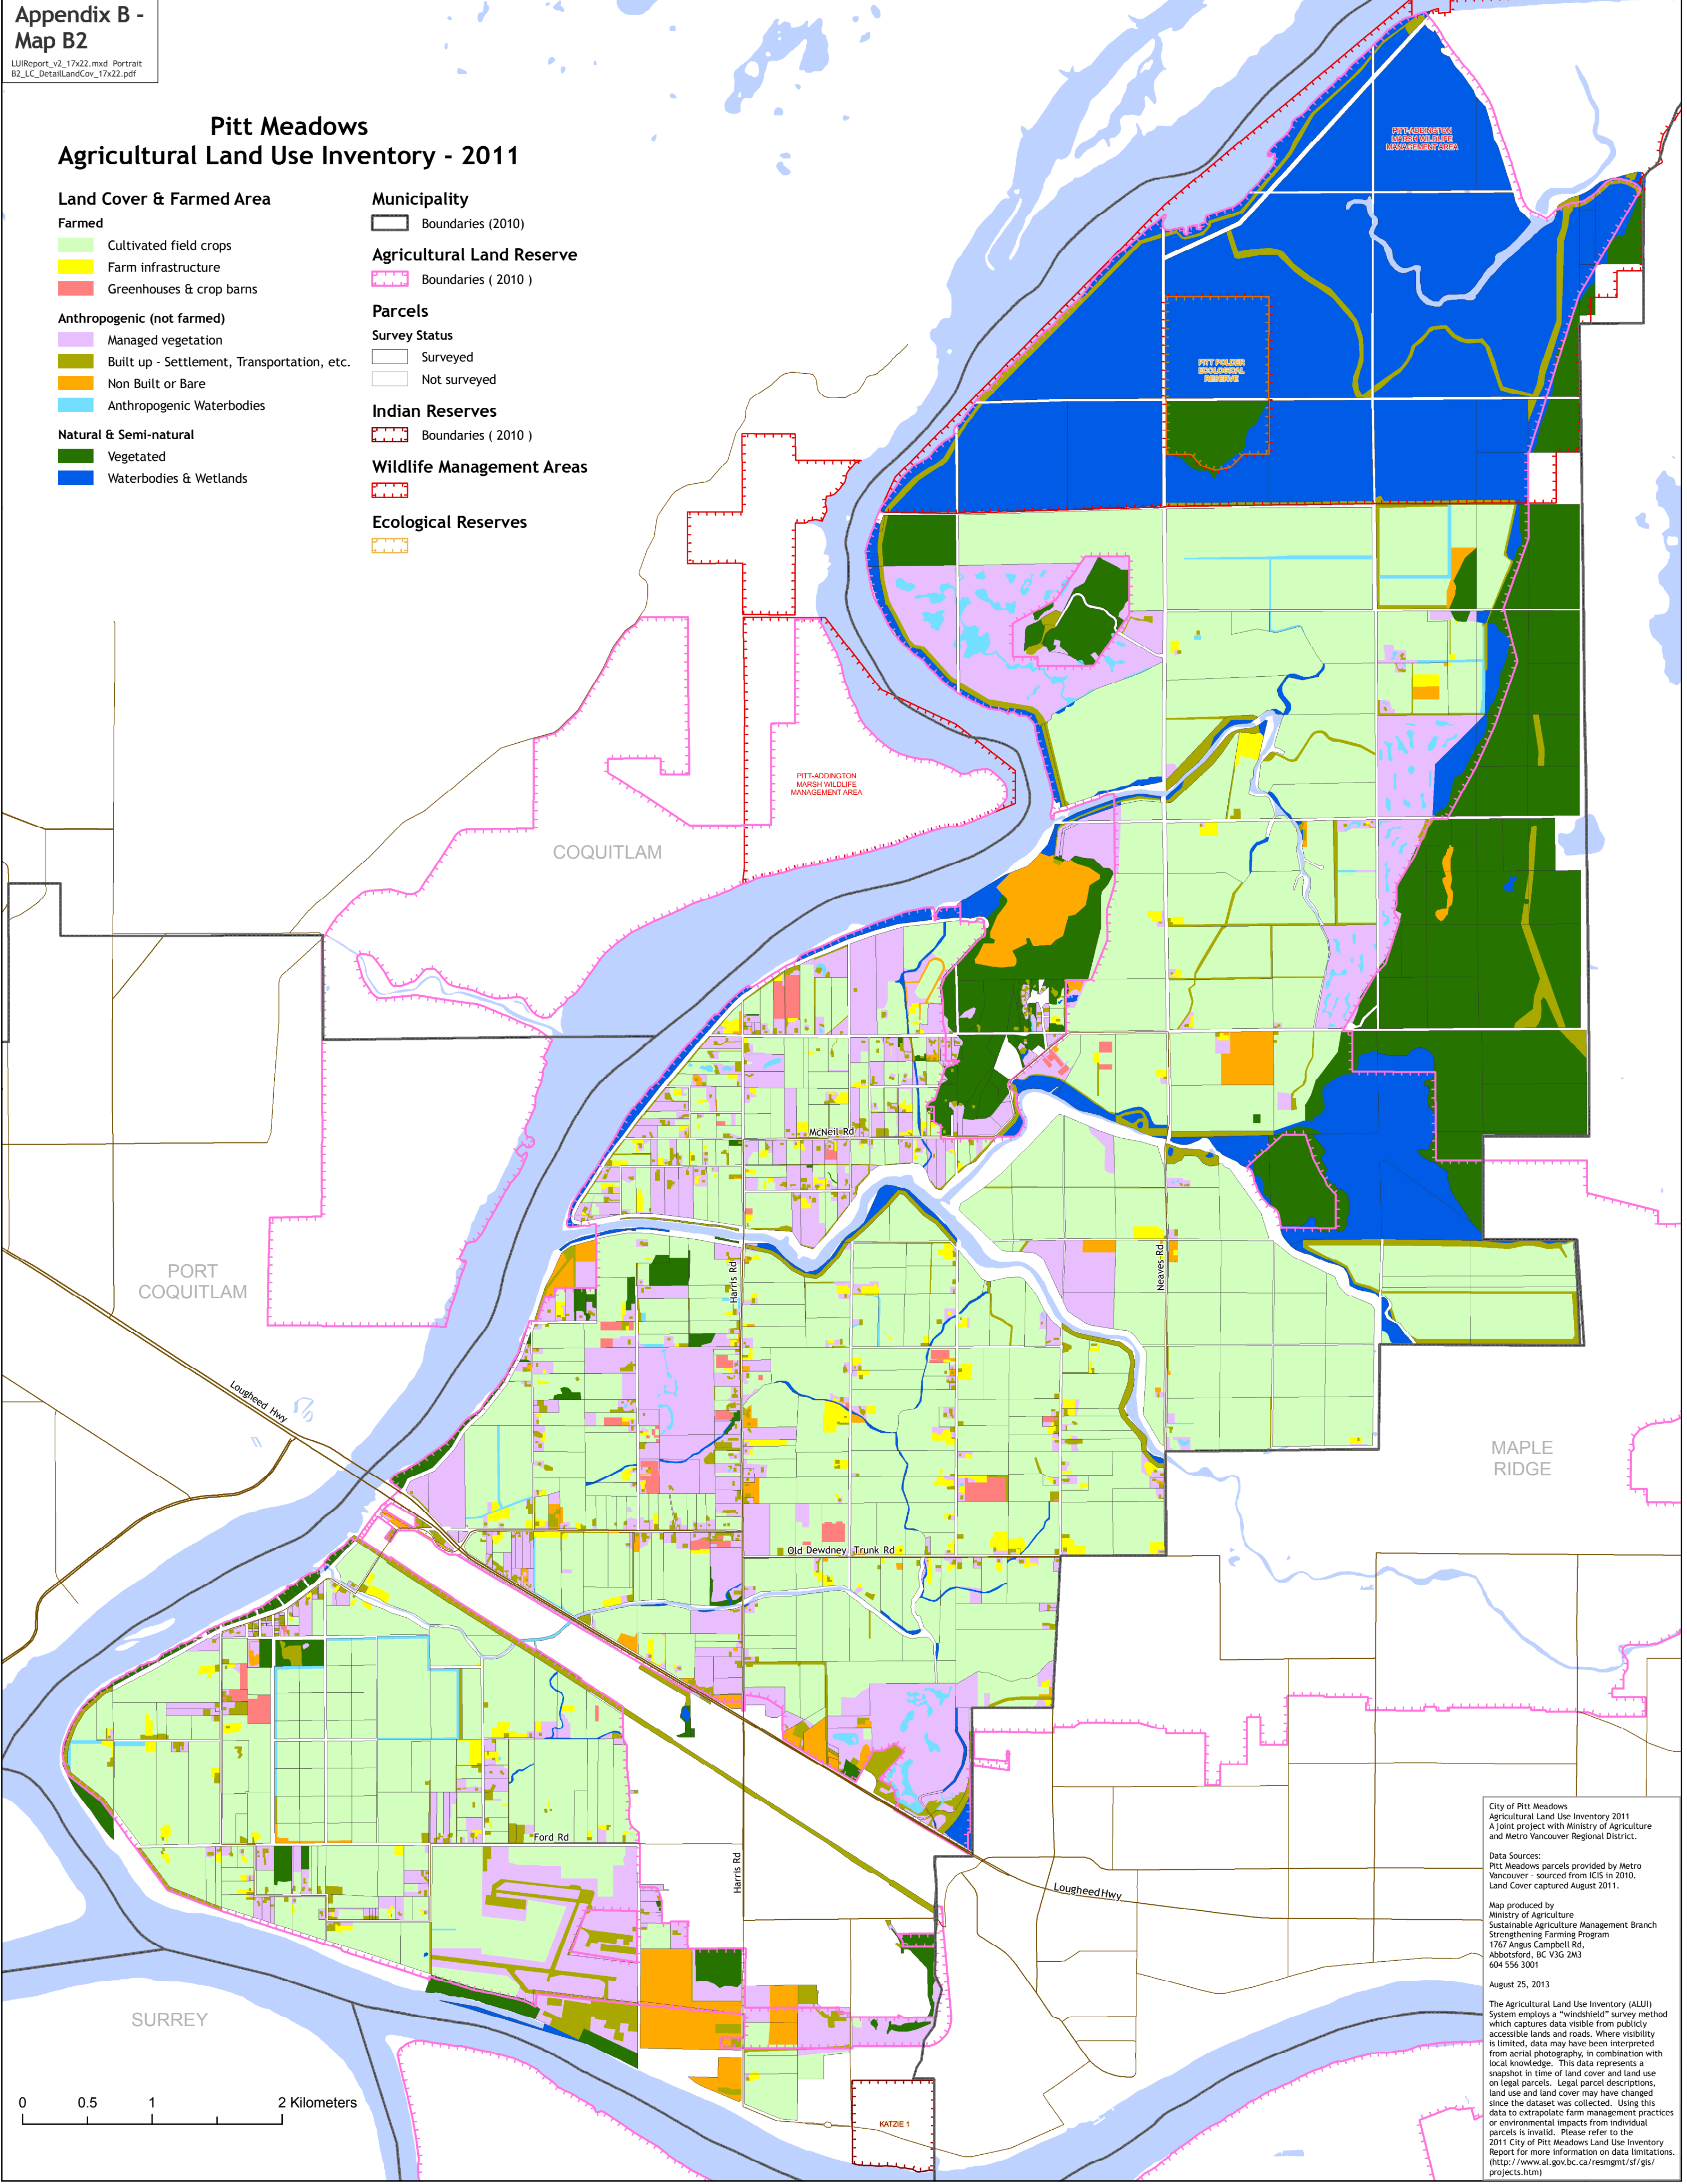 Appendix B -
Map B2
LUIReport_v2_17x22.mxd Portrait
B2_LC_DetailLandCov_17x22.pdf
Pitt Meadows
Agricultural Land Use Inventory - 2011
Land Cover & Farmed Area
Farmed
Cultivated field crops
Farm infrastructure
Greenhouses & crop barns
Anthropogenic (not farmed)
Managed vegetation
Built up - Settlement, Transportation, etc.
Non Built or Bare
Anthropogenic Waterbodies
Natural & Semi-natural
Vegetated
Waterbodies & Wetlands
Municipality
Boundaries (2010)
Agricultural Land Reserve
Boundaries ( 2010 )
Parcels
Survey Status
Surveyed
Not surveyed
Indian Reserves
Boundaries ( 2010 )
Wildlife Management Areas
Ecological Reserves
PITT-ADDINGTON
MARSH WILDLIFE
MANAGEMENT AREA
PITT POLDER
ECOLOGICAL
RESERVE
PITT-ADDINGTON
MARSH WILDLIFE
MANAGEMENT AREA
COQUITLAM
McNeil Rd
PORT
COQUITLAM
Harris Rd
Neaves Rd
Lougheed Hwy
MAPLE
RIDGE
Old Dewdney Trunk Rd
Ford Rd
Harris Rd
Lougheed Hwy
SURREY
KATZIE 1
0 0.5 1 2 Kilometers
City of Pitt Meadows
Agricultural Land Use Inventory 2011
A joint project with Ministry of Agriculture
and Metro Vancouver Regional District.
Data Sources:
Pitt Meadows parcels provided by Metro
Vancouver - sourced from ICIS in 2010.
Land Cover captured August 2011.
Map produced by
Ministry of Agriculture
Sustainable Agriculture Management Branch
Strengthening Farming Program
1767 Angus Campbell Rd,
Abbotsford, BC V3G 2M3
604 556 3001
August 25, 2013
The Agricultural Land Use Inventory (ALUI)
System employs a "windshield" survey method
which captures data visible from publicly
accessible lands and roads. Where visibility
is limited, data may have been interpreted
from aerial photography, in combination with
local knowledge. This data represents a
snapshot in time of land cover and land use
on legal parcels. Legal parcel descriptions,
land use and land cover may have changed
since the dataset was collected. Using this
data to extrapolate farm management practices
or environmental impacts from individual
parcels is invalid. Please refer to the
2011 City of Pitt Meadows Land Use Inventory
Report for more information on data limitations.
(http://www.al.gov.bc.ca/resmgmt/sf/gis/
projects.htm)